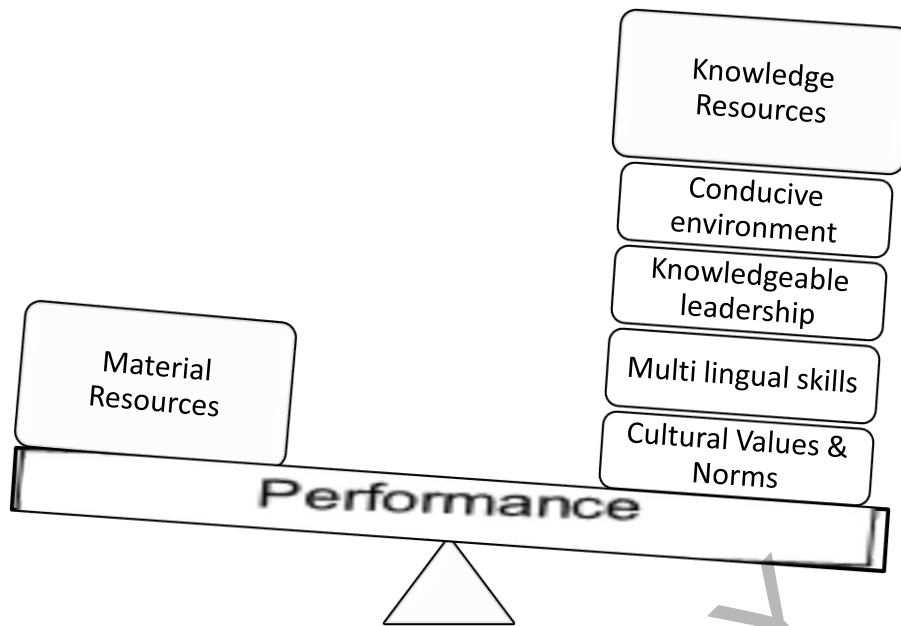 Knowledge
Resources
Conducive
environment
Knowledgeable
leadership
Multi lingual skills
Cultural Values &
Norms
Material
Resources
Performance